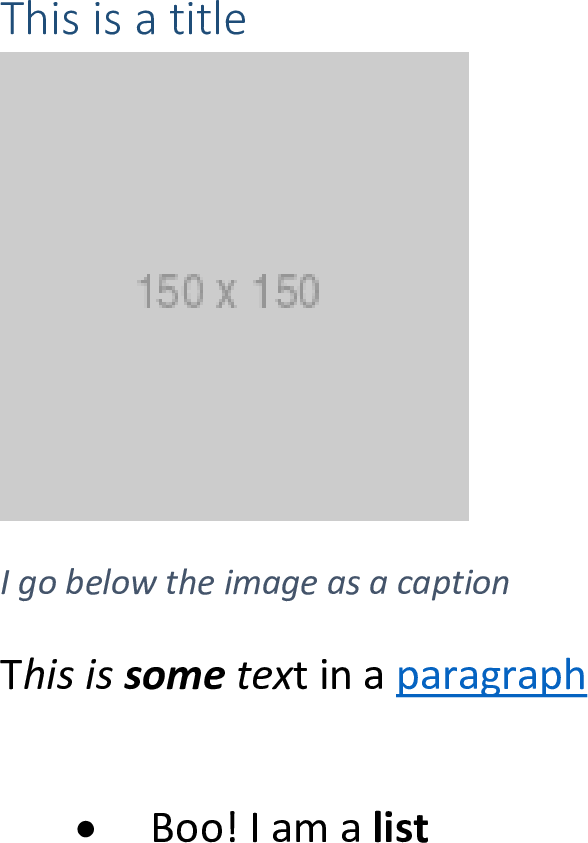 This is a title
150 x 150
I go below the image as a caption
This is some text in a paragraph
• Boo! I am a list